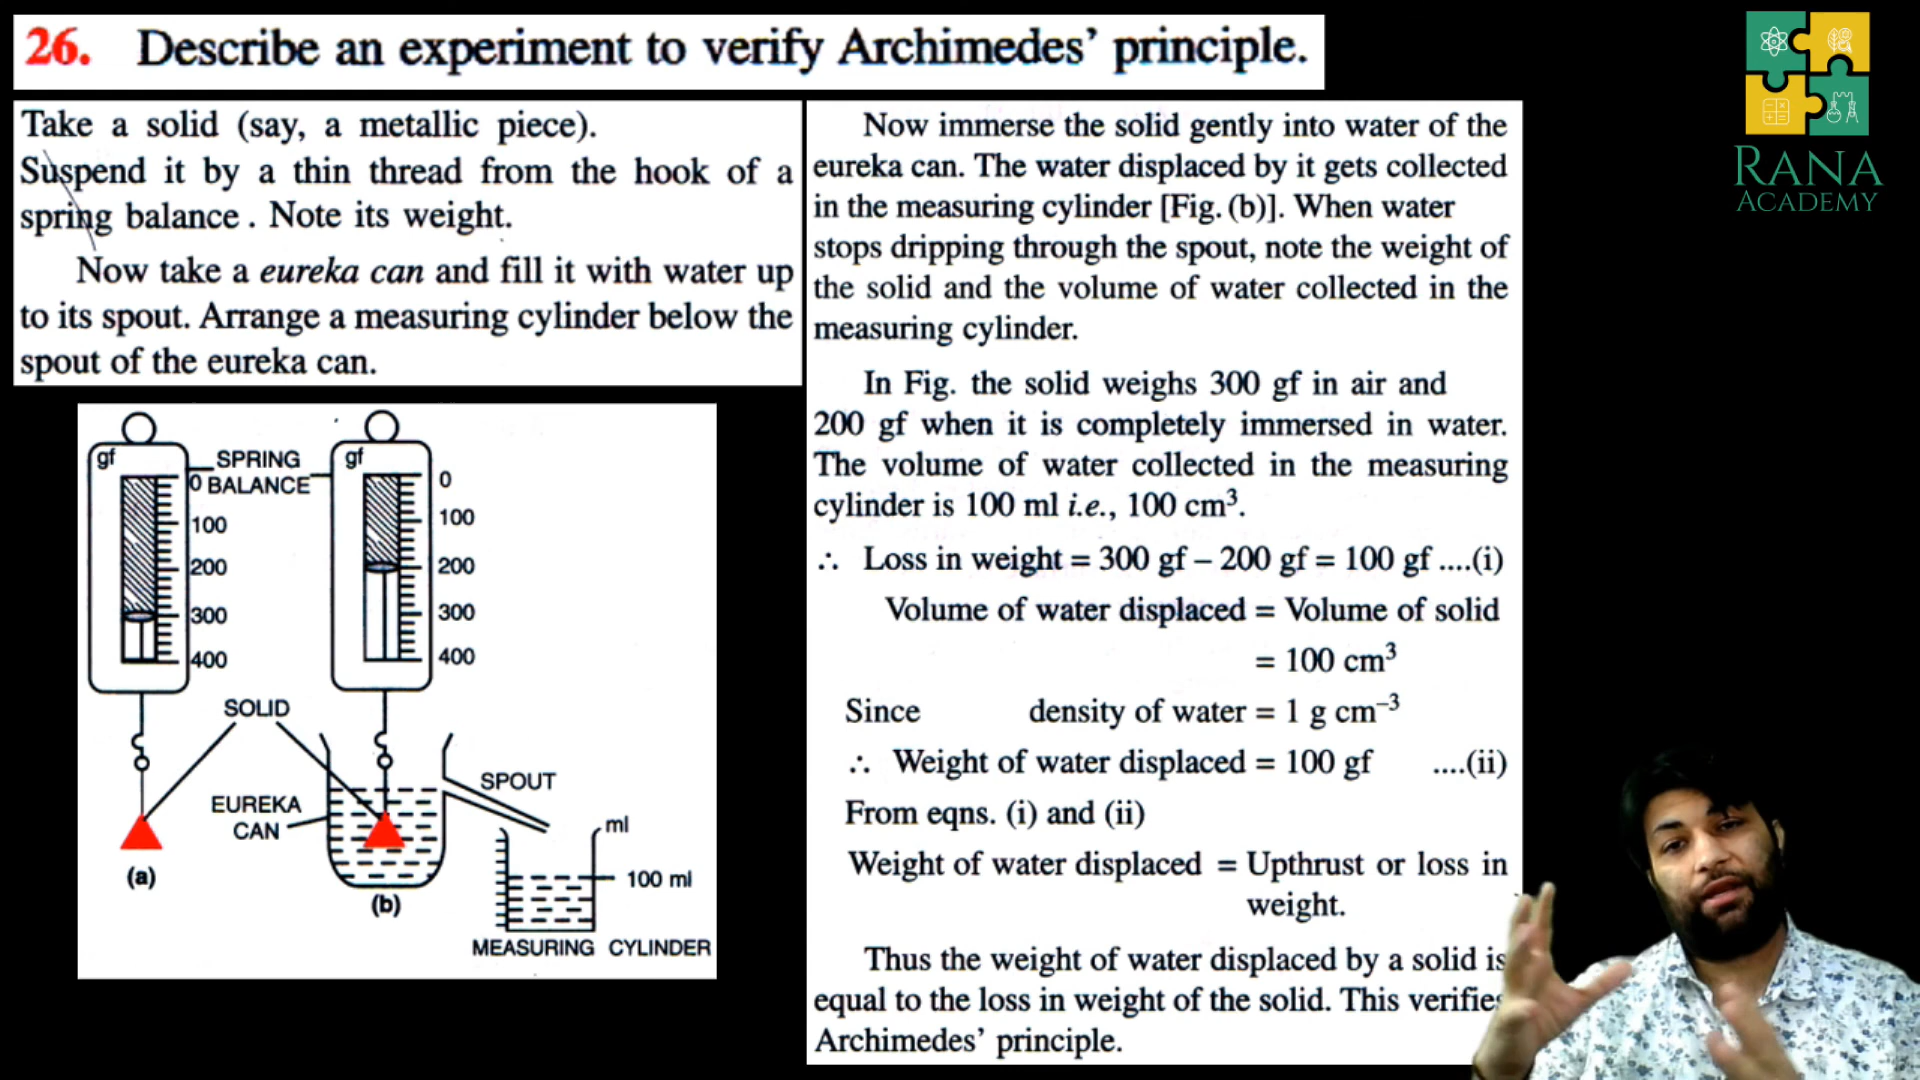 26. Describe an experiment to verify Archimedes' principle.
Take a solid (say, a metallic piece).
Suspend it by a thin thread from the hook of a
spring balance. Note its weight.
Now take a eureka can and fill it with water up
to its spout. Arrange a measuring cylinder below the
spout of the eureka can.
gf
SPRING
BALANCE
0
100
200
300
400
gf
0
100
200
300
400
SOLID
EUREKA
CAN
SPOUT
ml
100 ml
(a)
(b)
MEASURING CYLINDER
Now immerse the solid gently into water of the
eureka can. The water displaced by it gets collected
in the measuring cylinder [Fig. (b)]. When water
stops dripping through the spout, note the weight of
the solid and the volume of water collected in the
measuring cylinder.
In Fig. the solid weighs 300 gf in air and
200 gf when it is completely immersed in water.
The volume of water collected in the measuring
cylinder is 100 ml i.e., 100 cm³.
∴ Loss in weight = 300 gf – 200 gf = 100 gf ....(i)
Volume of water displaced = Volume of solid
= 100 cm³
Since density of water = 1 g cm⁻³
∴ Weight of water displaced = 100 gf ....(ii)
From eqns. (i) and (ii)
Weight of water displaced = Upthrust or loss in
weight.
Thus the weight of water displaced by a solid is
equal to the loss in weight of the solid. This verifies
Archimedes' principle.
RANA
ACADEMY